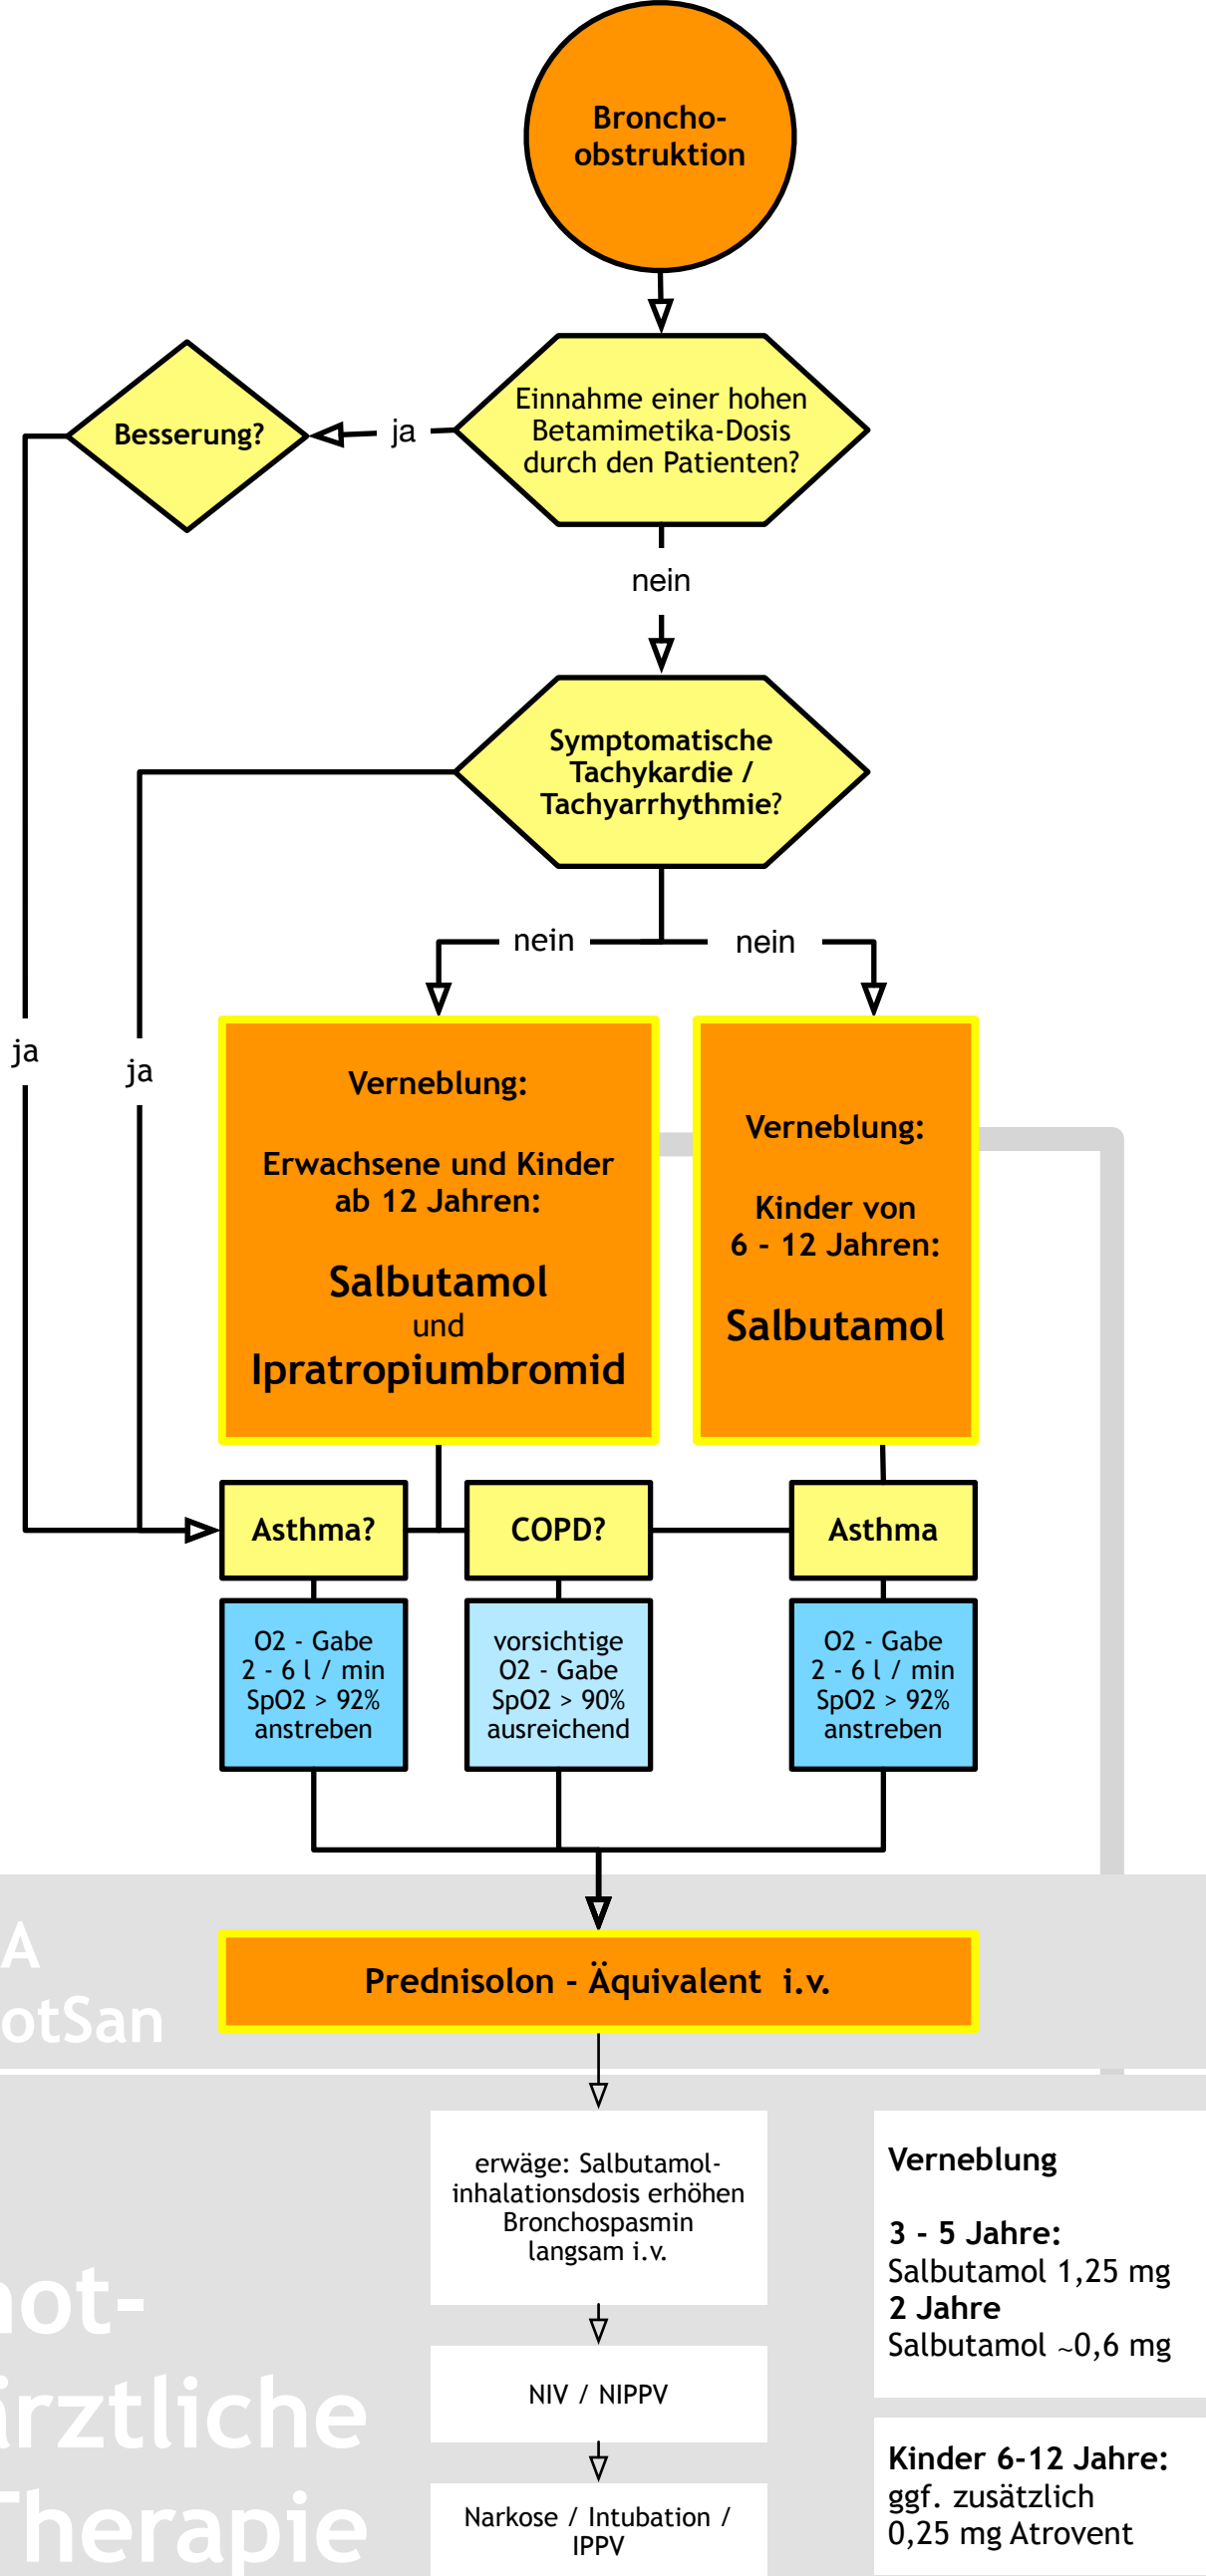 Broncho-
obstruktion
Einnahme einer hohen
Betamimetika-Dosis
durch den Patienten?
ja
Besserung?
nein
Symptomatische
Tachykardie /
Tachyarrhythmie?
nein
nein
ja
ja
Verneblung:
Erwachsene und Kinder
ab 12 Jahren:
Salbutamol
und
Ipratropiumbromid
Verneblung:
Kinder von
6 - 12 Jahren:
Salbutamol
Asthma?
COPD?
Asthma
O2 - Gabe
2 - 6 l / min
SpO2 > 92%
anstreben
vorsichtige
O2 - Gabe
SpO2 > 90%
ausreichend
O2 - Gabe
2 - 6 l / min
SpO2 > 92%
anstreben
A
otSan
Prednisolon - Äquivalent i.v.
erwäge: Salbutamol-
inhalationsdosis erhöhen
Bronchospasmin
langsam i.v.
NIV / NIPPV
Narkose / Intubation /
IPPV
Verneblung
3 - 5 Jahre:
Salbutamol 1,25 mg
2 Jahre
Salbutamol ~0,6 mg
Kinder 6-12 Jahre:
ggf. zusätzlich
0,25 mg Atrovent
not-
ärztliche
Therapie